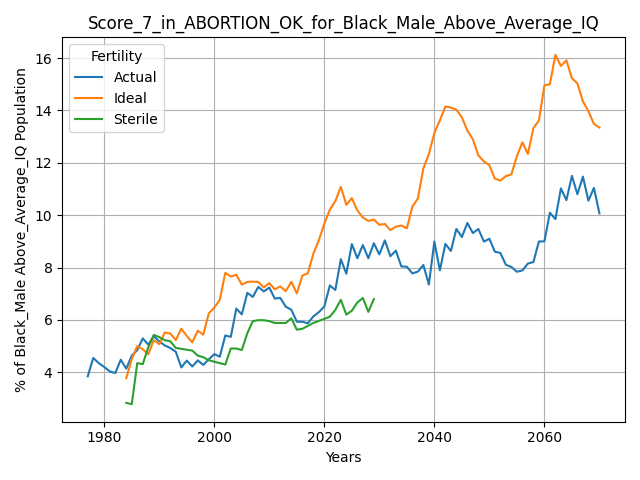 Score_7_in_ABORTION_OK_for_Black_Male_Above_Average_IQ
Fertility
Actual
Ideal
Sterile
% of Black_Male Above_Average_IQ Population
16
14
12
10
8
6
4
1980 2000 2020 2040 2060
Years